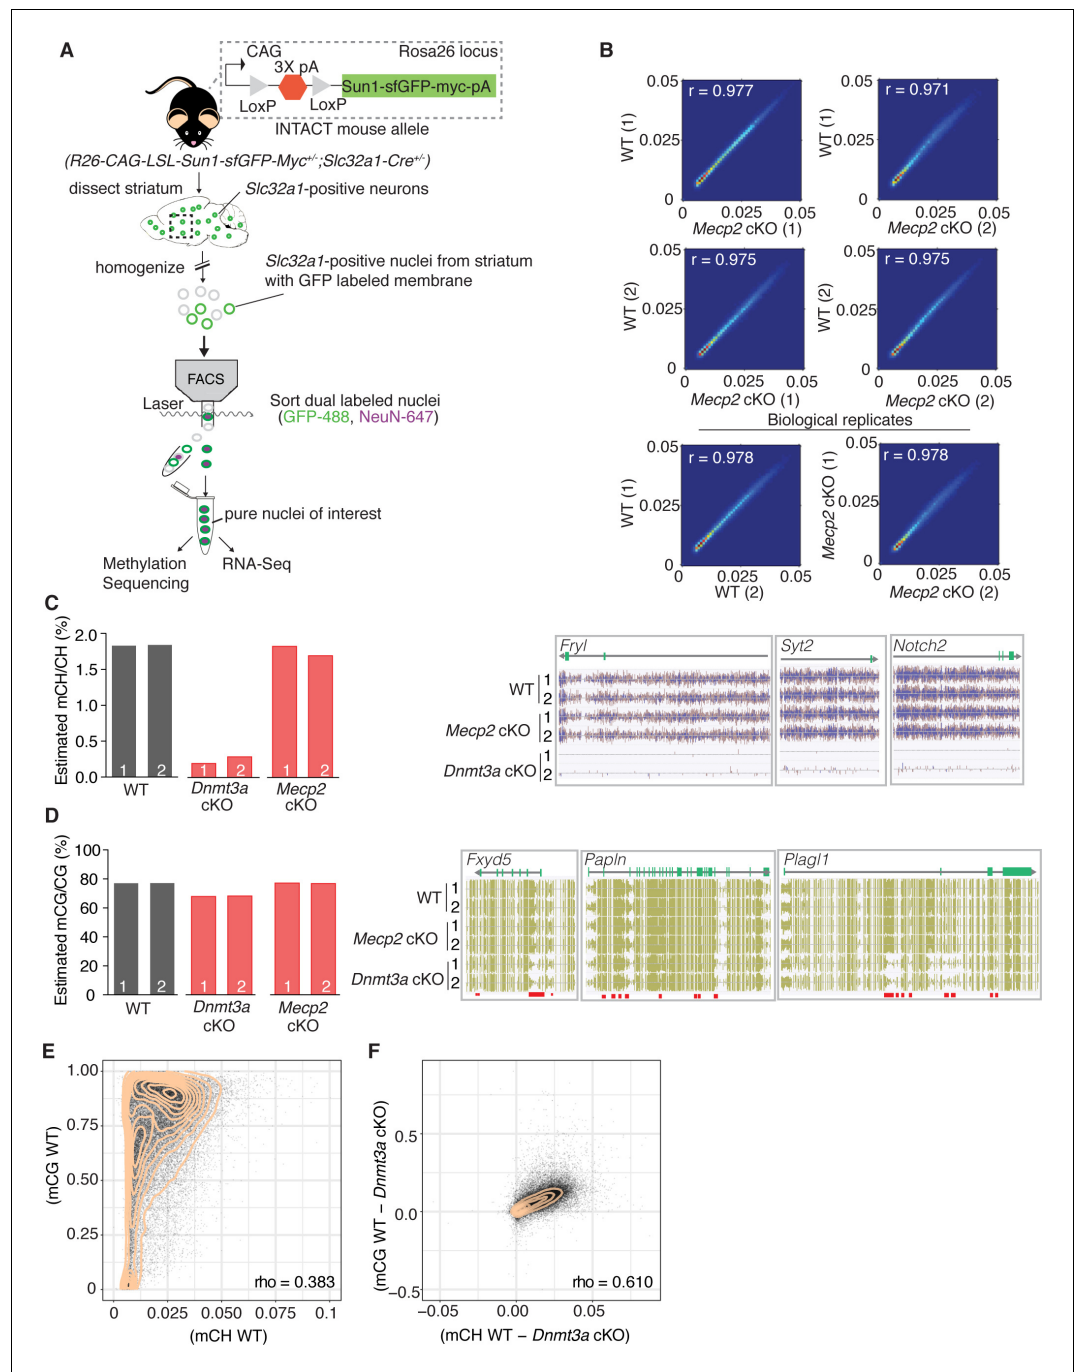 A
CAG
Rosa26 locus
3X pA
Sun1-sfGFP-myc-pA
LoxP
LoxP
INTACT mouse allele
(R26-CAG-LSL-Sun1-sfGFP-Myc+/-;Slc32a1-Cre+/-)
dissect striatum
Slc32a1-positive neurons
homogenize
Slc32a1-positive nuclei from striatum
with GFP labeled membrane
FACS
Laser
Sort dual labeled nuclei
(GFP-488, NeuN-647)
pure nuclei of interest
Methylation
Sequencing
RNA-Seq
B
0.05
r = 0.977
WT (1)
0.025
0
0
0.025
0.05
Mecp2 cKO (1)
0.05
r = 0.971
WT (1)
0.025
0
0
0.025
0.05
Mecp2 cKO (2)
0.05
r = 0.975
WT (2)
0.025
0
0
0.025
0.05
Mecp2 cKO (1)
0.05
r = 0.975
WT (2)
0.025
0
0
0.025
0.05
Mecp2 cKO (2)
Biological replicates
0.05
r = 0.978
WT (1)
0.025
0
0
0.025
0.05
WT (2)
0.05
r = 0.978
Mecp2 cKO (1)
0.025
0
0
0.025
0.05
Mecp2 cKO (2)
C
Estimated mCH/CH (%)
2.0
1.5
1.0
0.5
0.0
1 2
1 2
1 2
WT
Dnmt3a
cKO
Mecp2
cKO
Fryl
Syt2
Notch2
WT
1
2
Mecp2 cKO
1
2
Dnmt3a cKO
1
2
D
Estimated mCG/CG (%)
100
80
60
40
20
0
1 2
1 2
1 2
WT
Dnmt3a
cKO
Mecp2
cKO
Fxyd5
Papln
Plagl1
WT
1
2
Mecp2 cKO
1
2
Dnmt3a cKO
1
2
E
(mCG WT)
1.00
0.75
0.50
0.25
0
rho = 0.383
0
0.025
0.050
0.075
0.1
(mCH WT)
F
(mCG WT − Dnmt3a cKO)
0.5
0.0
−0.5
rho = 0.610
−0.05
0.00
0.05
(mCH WT − Dnmt3a cKO)